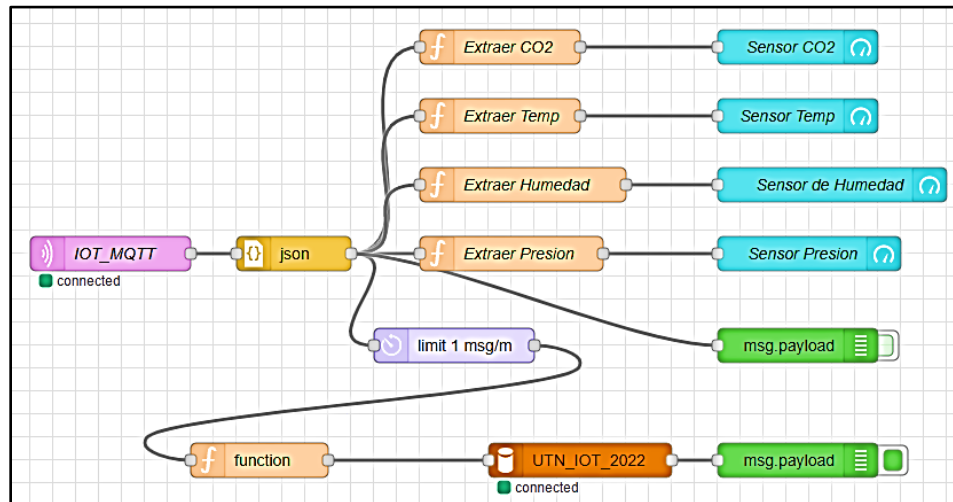 Extraer CO2
Sensor CO2
Extraer Temp
Sensor Temp
Extraer Humedad
Sensor de Humedad
IOT_MQTT
json
Extraer Presion
Sensor Presion
connected
limit 1 msg/m
msg.payload
function
UTN_IOT_2022
msg.payload
connected